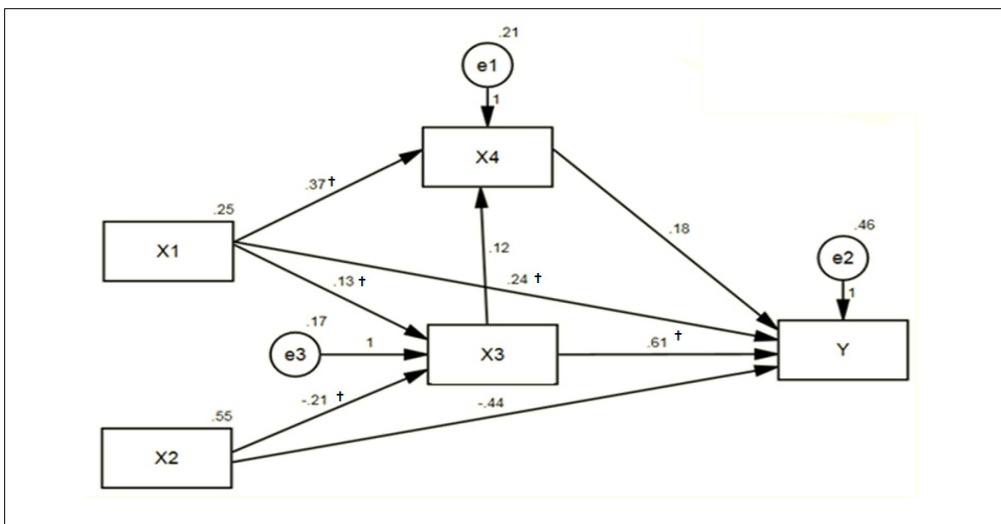 .21
e1
1
X4
.37†
.25
X1
.12
.18
.46
e2
1
.13†
.24 †
.17
e3
1
X3
.61 †
Y
-.21 †
-.44
.55
X2